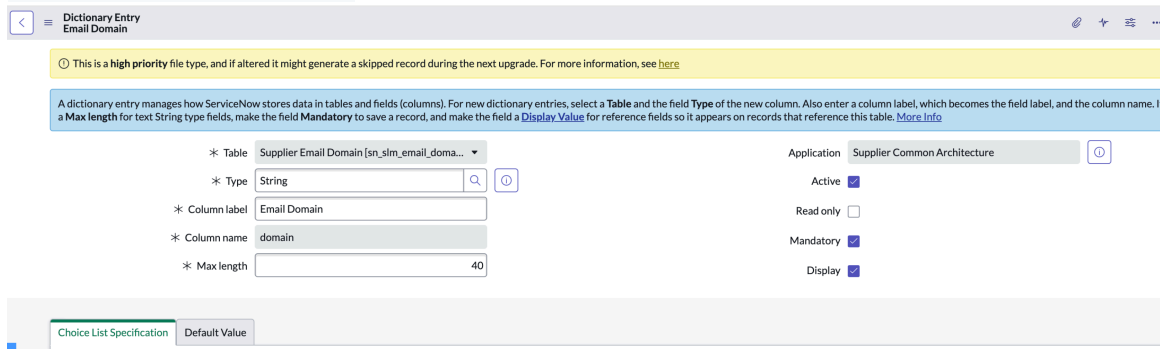 Dictionary Entry
Email Domain
This is a high priority file type, and if altered it might generate a skipped record during the next upgrade. For more information, see here
A dictionary entry manages how ServiceNow stores data in tables and fields (columns). For new dictionary entries, select a Table and the field Type of the new column. Also enter a column label, which becomes the field label, and the column name.
a Max length for text String type fields, make the field Mandatory to save a record, and make the field a Display Value for reference fields so it appears on records that reference this table. More Info
Table Supplier Email Domain [sn_slm_email_doma...
Application Supplier Common Architecture
Type String
Active
Column label Email Domain
Read only
Column name domain
Mandatory
Max length 40
Display
Choice List Specification Default Value